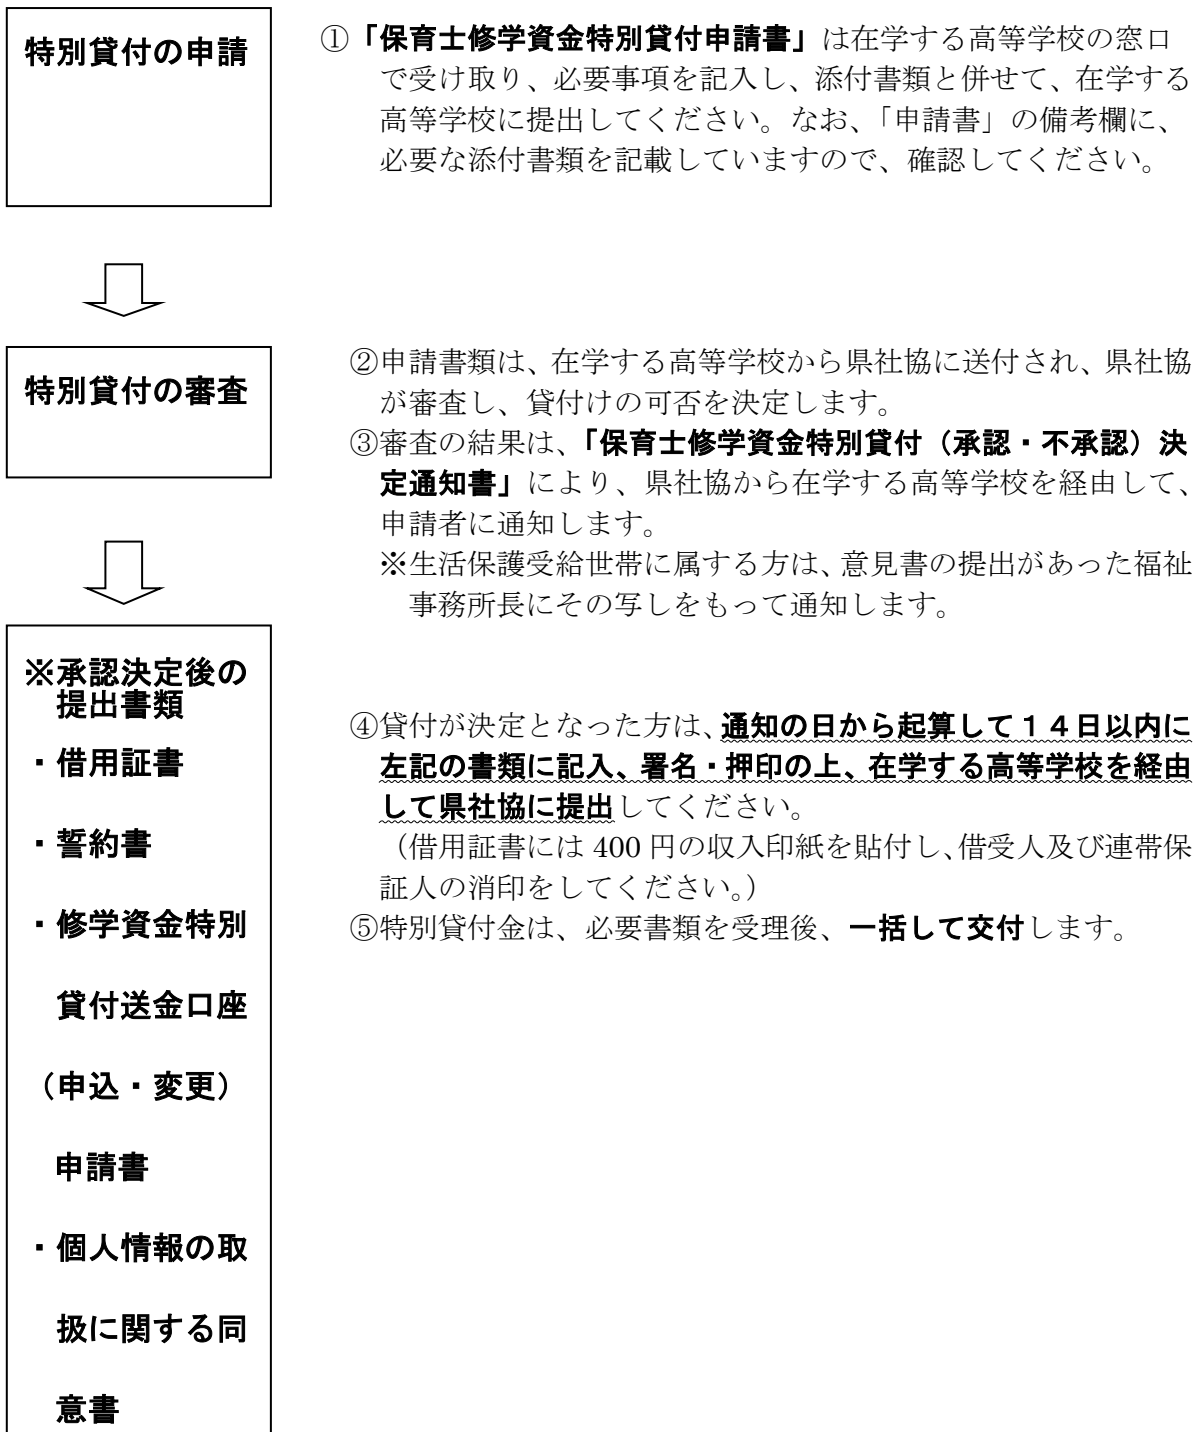 特別貸付の申請
①「保育士修学資金特別貸付申請書」は在学する高等学校の窓口
で受け取り、必要事項を記入し、添付書類と併せて、在学する
高等学校に提出してください。なお、「申請書」の備考欄に、
必要な添付書類を記載していますので、確認してください。
特別貸付の審査
②申請書類は、在学する高等学校から県社協に送付され、県社協
が審査し、貸付けの可否を決定します。
③審査の結果は、「保育士修学資金特別貸付（承認・不承認）決
定通知書」により、県社協から在学する高等学校を経由して、
申請者に通知します。
※生活保護受給世帯に属する方は、意見書の提出があった福祉
事務所長にその写しをもって通知します。
※承認決定後の
提出書類
・借用証書
・誓約書
・修学資金特別
貸付送金口座
（申込・変更）
申請書
・個人情報の取
扱に関する同
意書
④貸付が決定となった方は、通知の日から起算して１４日以内に
左記の書類に記入、署名・押印の上、在学する高等学校を経由
して県社協に提出してください。
（借用証書には 400 円の収入印紙を貼付し、借受人及び連帯保
証人の消印をしてください。）
⑤特別貸付金は、必要書類を受理後、一括して交付します。